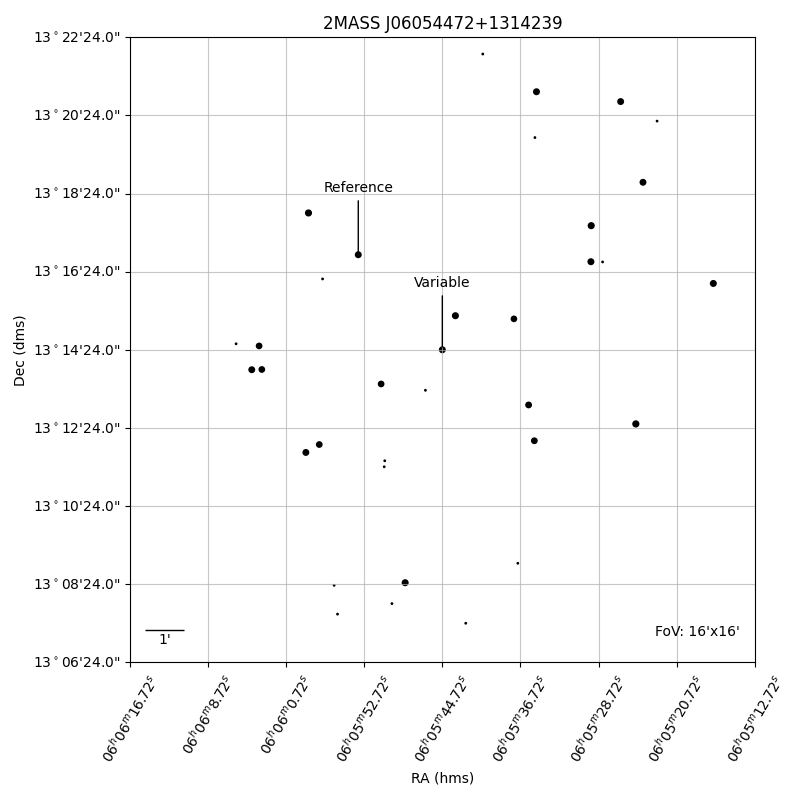 2MASS J06054472+1314239
13°22'24.0"
13°20'24.0"
13°18'24.0"
13°16'24.0"
13°14'24.0"
13°12'24.0"
13°10'24.0"
13°08'24.0"
13°06'24.0"
Dec (dms)
Reference
Variable
1'
FoV: 16'x16'
06ʰ06ᵐ16.72ˢ
06ʰ06ᵐ8.72ˢ
06ʰ06ᵐ0.72ˢ
06ʰ05ᵐ52.72ˢ
06ʰ05ᵐ44.72ˢ
06ʰ05ᵐ36.72ˢ
06ʰ05ᵐ28.72ˢ
06ʰ05ᵐ20.72ˢ
06ʰ05ᵐ12.72ˢ
RA (hms)